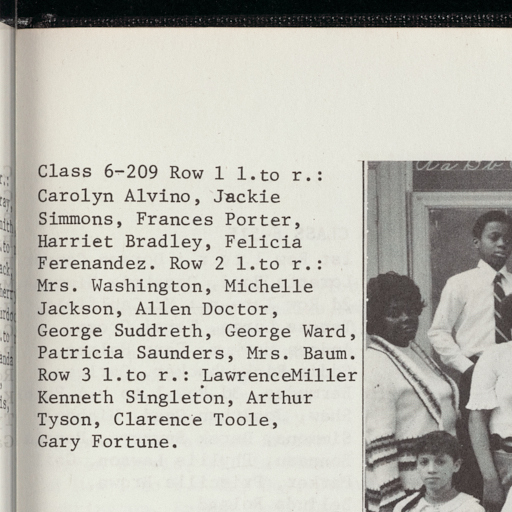 Class 6-209 Row 1 l.to r.:
Carolyn Alvino, Jackie
Simmons, Frances Porter,
Harriet Bradley, Felicia
Ferenandez. Row 2 l.to r.:
Mrs. Washington, Michelle
Jackson, Allen Doctor,
George Suddreth, George Ward,
Patricia Saunders, Mrs. Baum.
Row 3 l.to r.: LawrenceMiller
Kenneth Singleton, Arthur
Tyson, Clarence Toole,
Gary Fortune.